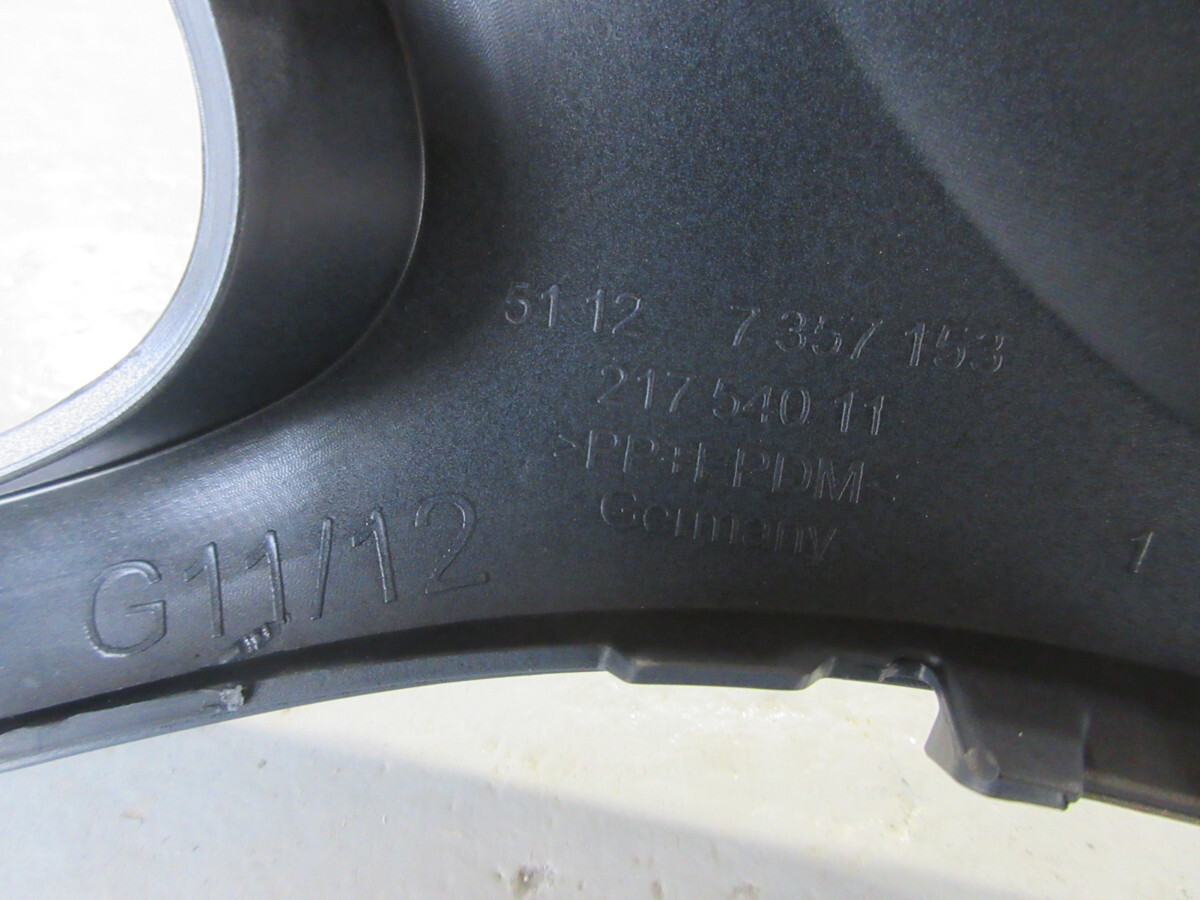 51 12 7 357 153
217 540 11
>PP+EPDM<
Germany
G11/12
1